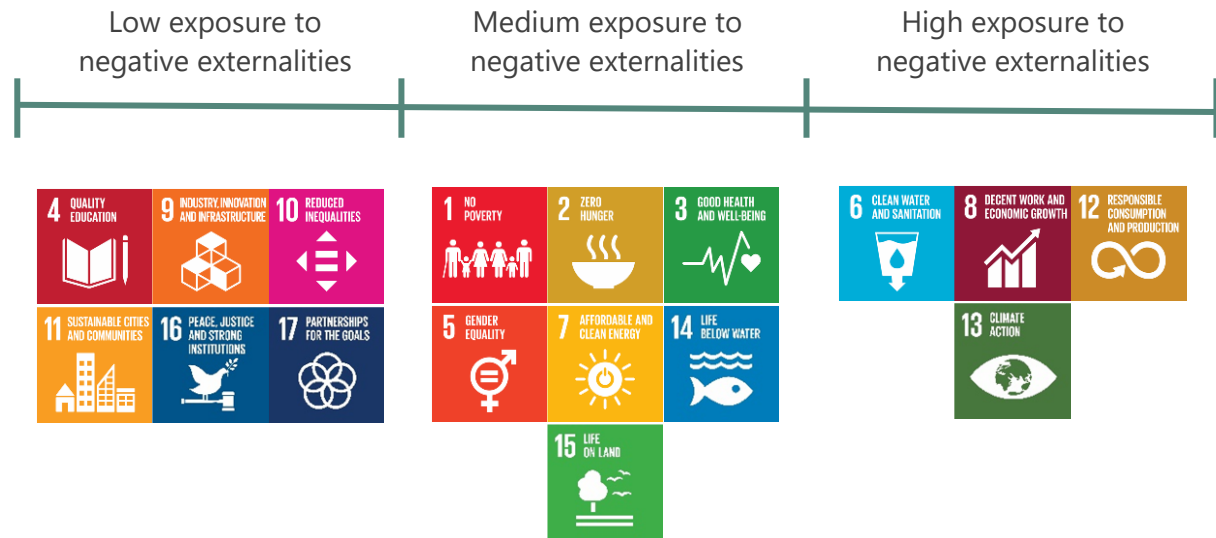 Low exposure to
negative externalities
Medium exposure to
negative externalities
High exposure to
negative externalities
4 QUALITY
EDUCATION
9 INDUSTRY, INNOVATION
AND INFRASTRUCTURE
10 REDUCED
INEQUALITIES
11 SUSTAINABLE CITIES
AND COMMUNITIES
16 PEACE, JUSTICE
AND STRONG
INSTITUTIONS
17 PARTNERSHIPS
FOR THE GOALS
1 NO
POVERTY
2 ZERO
HUNGER
3 GOOD HEALTH
AND WELL-BEING
5 GENDER
EQUALITY
7 AFFORDABLE AND
CLEAN ENERGY
14 LIFE
BELOW WATER
15 LIFE
ON LAND
6 CLEAN WATER
AND SANITATION
8 DECENT WORK AND
ECONOMIC GROWTH
12 RESPONSIBLE
CONSUMPTION
AND PRODUCTION
13 CLIMATE
ACTION